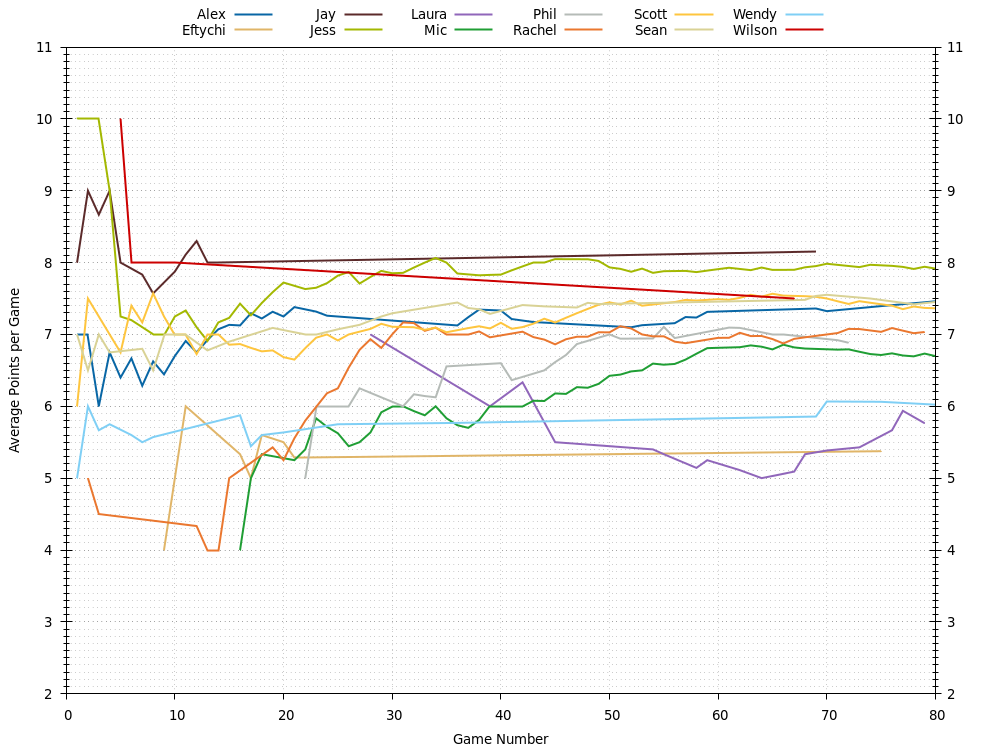 Alex Jay Laura Phil Scott Wendy
Eftychi Jess Mic Rachel Sean Wilson
11 11
10 10
9 9
8 8
7 7
6 6
5 5
4 4
3 3
2 2
Average Points per Game
0 10 20 30 40 50 60 70 80
Game Number